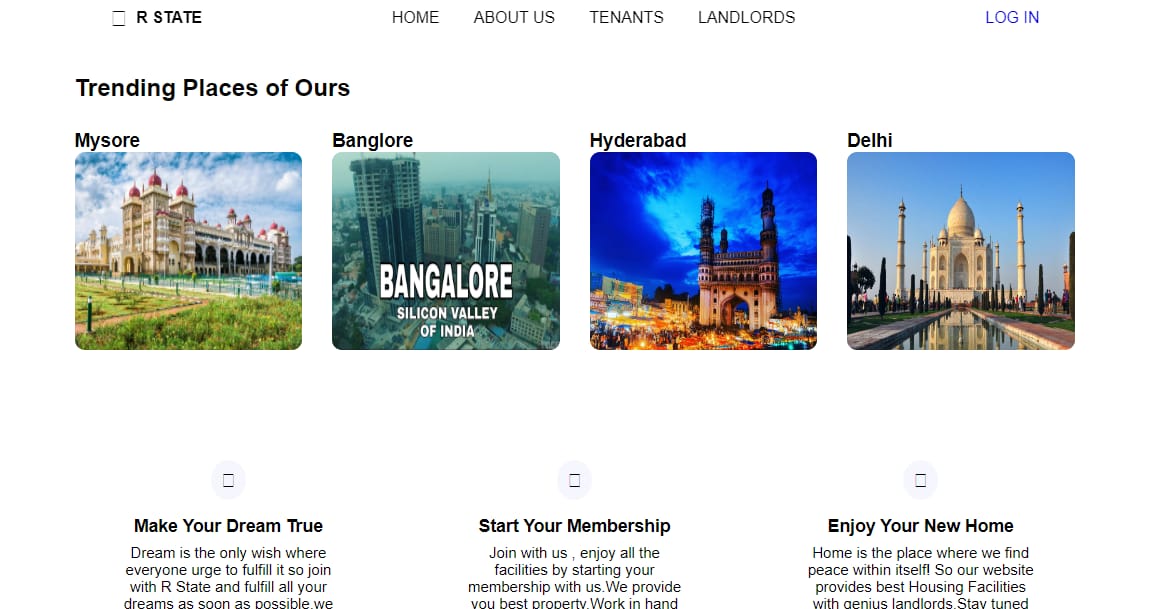 R STATE
HOME
ABOUT US
TENANTS
LANDLORDS
LOG IN
Trending Places of Ours
Mysore
Banglore
Hyderabad
Delhi
BANGALORE
SILICON VALLEY
OF INDIA
Make Your Dream True
Dream is the only wish where
everyone urge to fulfill it so join
with R State and fulfill all your
dreams as soon as possible.we
Start Your Membership
Join with us , enjoy all the
facilities by starting your
membership with us.We provide
you best property.Work in hand
Enjoy Your New Home
Home is the place where we find
peace within itself! So our website
provides best Housing Facilities
with genius landlords.Stay tuned